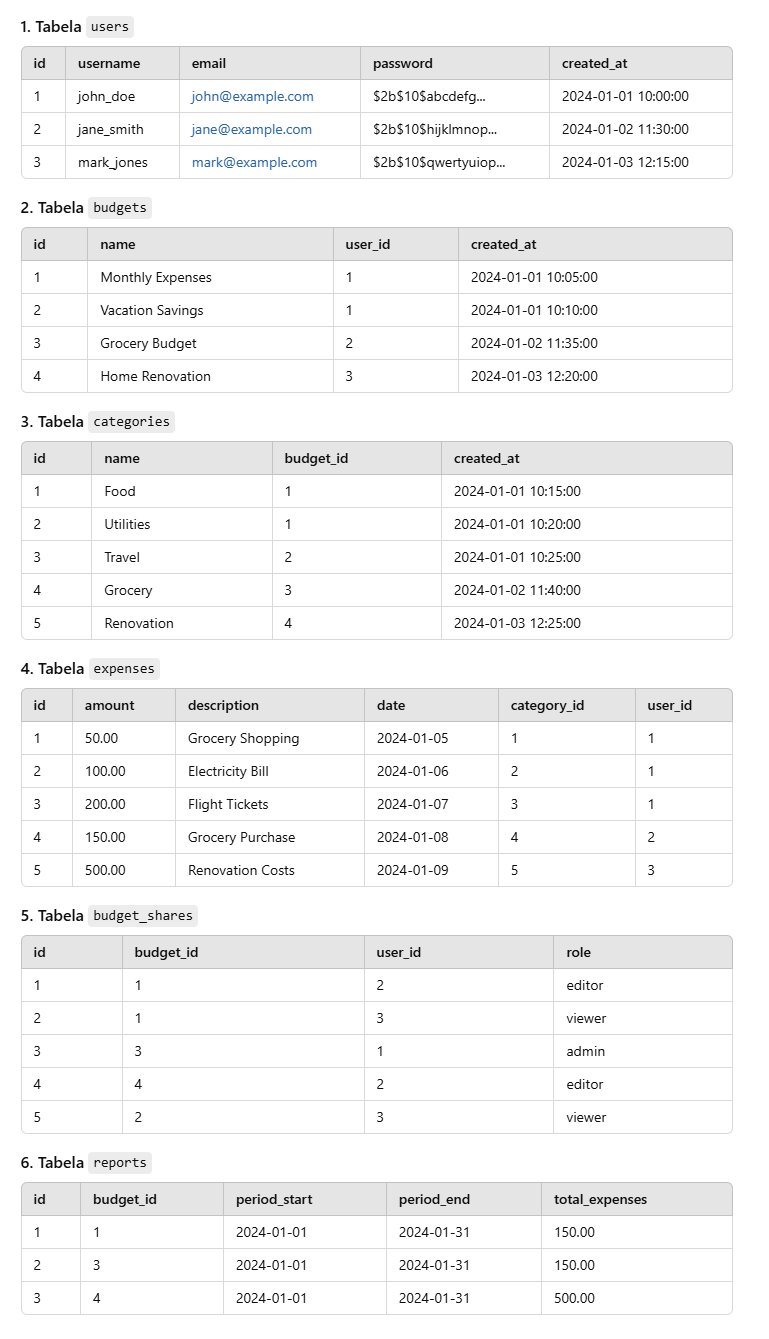 1. Tabela users
id username email password created_at
1 john_doe john@example.com $2b$10$abcdefg... 2024-01-01 10:00:00
2 jane_smith jane@example.com $2b$10$hijklmnop... 2024-01-02 11:30:00
3 mark_jones mark@example.com $2b$10$qwertyuiop... 2024-01-03 12:15:00
2. Tabela budgets
id name user_id created_at
1 Monthly Expenses 1 2024-01-01 10:05:00
2 Vacation Savings 1 2024-01-01 10:10:00
3 Grocery Budget 2 2024-01-02 11:35:00
4 Home Renovation 3 2024-01-03 12:20:00
3. Tabela categories
id name budget_id created_at
1 Food 1 2024-01-01 10:15:00
2 Utilities 1 2024-01-01 10:20:00
3 Travel 2 2024-01-01 10:25:00
4 Grocery 3 2024-01-02 11:40:00
5 Renovation 4 2024-01-03 12:25:00
4. Tabela expenses
id amount description date category_id user_id
1 50.00 Grocery Shopping 2024-01-05 1 1
2 100.00 Electricity Bill 2024-01-06 2 1
3 200.00 Flight Tickets 2024-01-07 3 1
4 150.00 Grocery Purchase 2024-01-08 4 2
5 500.00 Renovation Costs 2024-01-09 5 3
5. Tabela budget_shares
id budget_id user_id role
1 1 2 editor
2 1 3 viewer
3 3 1 admin
4 4 2 editor
5 2 3 viewer
6. Tabela reports
id budget_id period_start period_end total_expenses
1 1 2024-01-01 2024-01-31 150.00
2 3 2024-01-01 2024-01-31 150.00
3 4 2024-01-01 2024-01-31 500.00